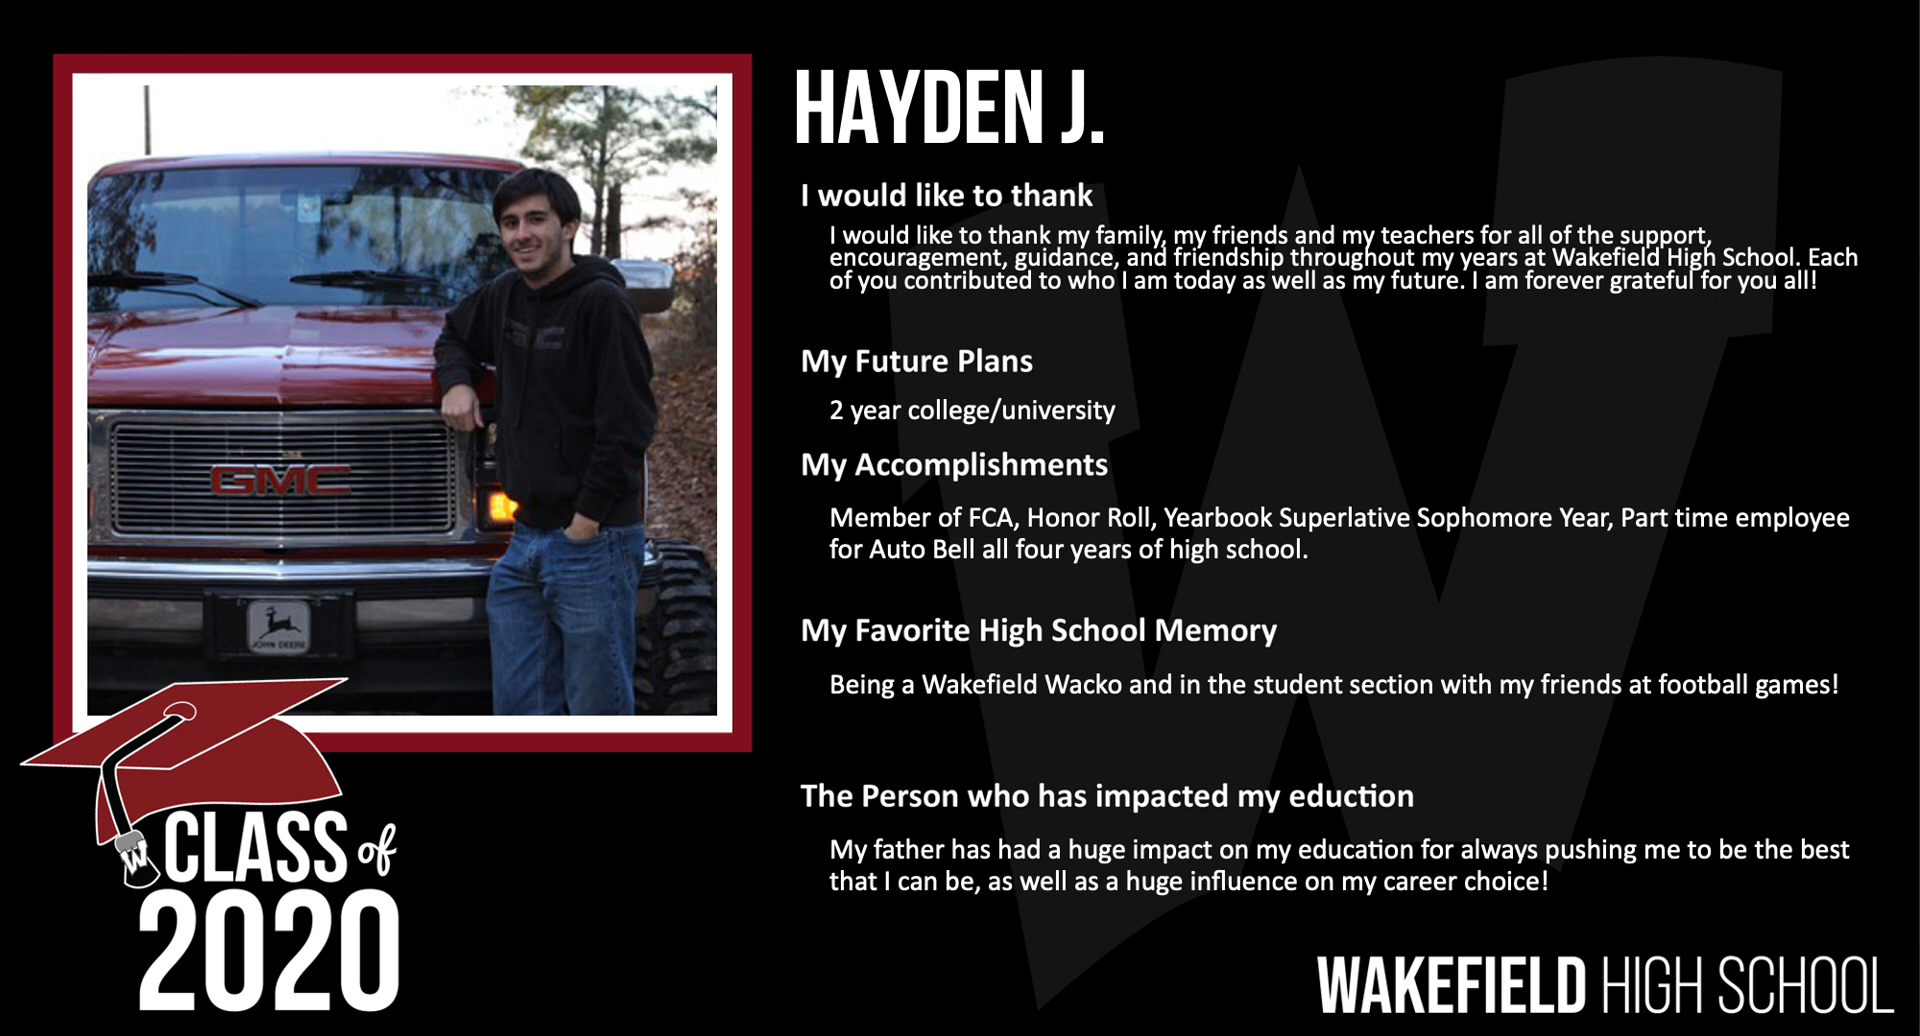 HAYDEN J.
I would like to thank
I would like to thank my family, my friends and my teachers for all of the support,
encouragement, guidance, and friendship throughout my years at Wakefield High School. Each
of you contributed to who I am today as well as my future. I am forever grateful for you all!
My Future Plans
2 year college/university
My Accomplishments
Member of FCA, Honor Roll, Yearbook Superlative Sophomore Year, Part time employee
for Auto Bell all four years of high school.
My Favorite High School Memory
Being a Wakefield Wacko and in the student section with my friends at football games!
The Person who has impacted my eduction
My father has had a huge impact on my education for always pushing me to be the best
that I can be, as well as a huge influence on my career choice!
GMC
JOHN DEERE
W
CLASS of
2020
W
WAKEFIELD HIGH SCHOOL